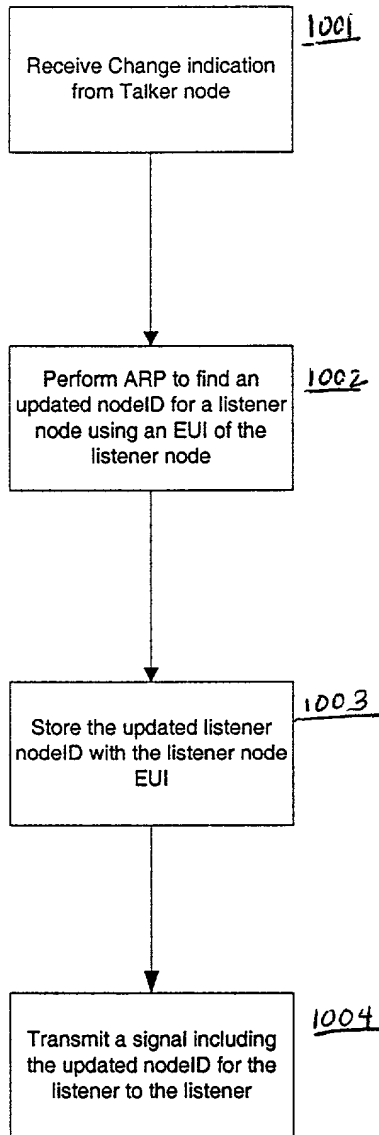 1001
Receive Change indication
from Talker node
1002
Perform ARP to find an
updated nodeID for a listener
node using an EUI of the
listener node
1003
Store the updated listener
nodeID with the listener node
EUI
1004
Transmit a signal including
the updated nodeID for the
listener to the listener